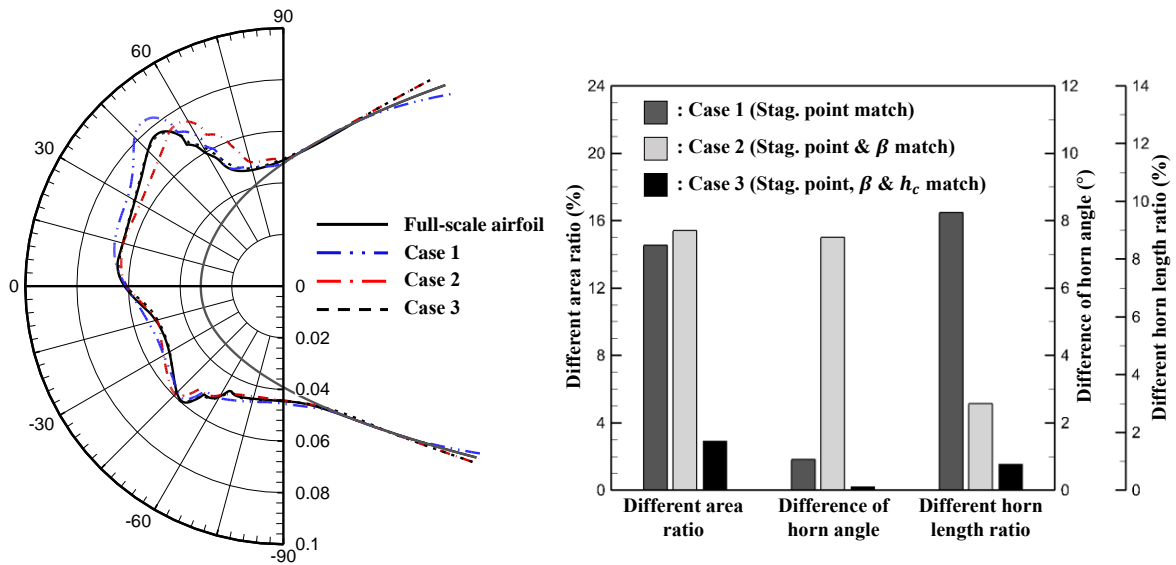 90
60
30
0
-30
-60
-90
0
0.02
0.04
0.06
0.08
0.1
Full-scale airfoil
Case 1
Case 2
Case 3
Different area ratio (%)
24
20
16
12
8
4
0
: Case 1 (Stag. point match)
: Case 2 (Stag. point & β match)
: Case 3 (Stag. point, β & h_c match)
Different area
ratio
Difference of
horn angle
Different horn
length ratio
12
10
8
6
4
2
0
Difference of horn angle (°)
14
12
10
8
6
4
2
0
Different horn length ratio (%)